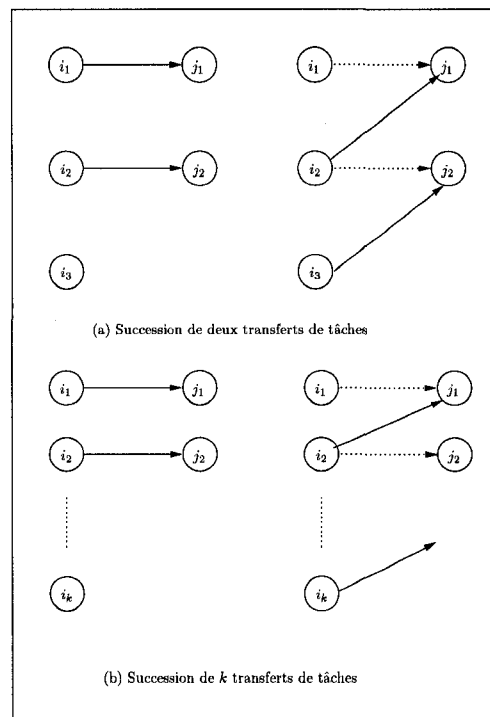 i₁ j₁ i₁ j₁
i₂ j₂ i₂ j₂
i₃ i₃
(a) Succession de deux transferts de tâches
i₁ j₁ i₁ j₁
i₂ j₂ i₂ j₂
iₖ iₖ
(b) Succession de k transferts de tâches